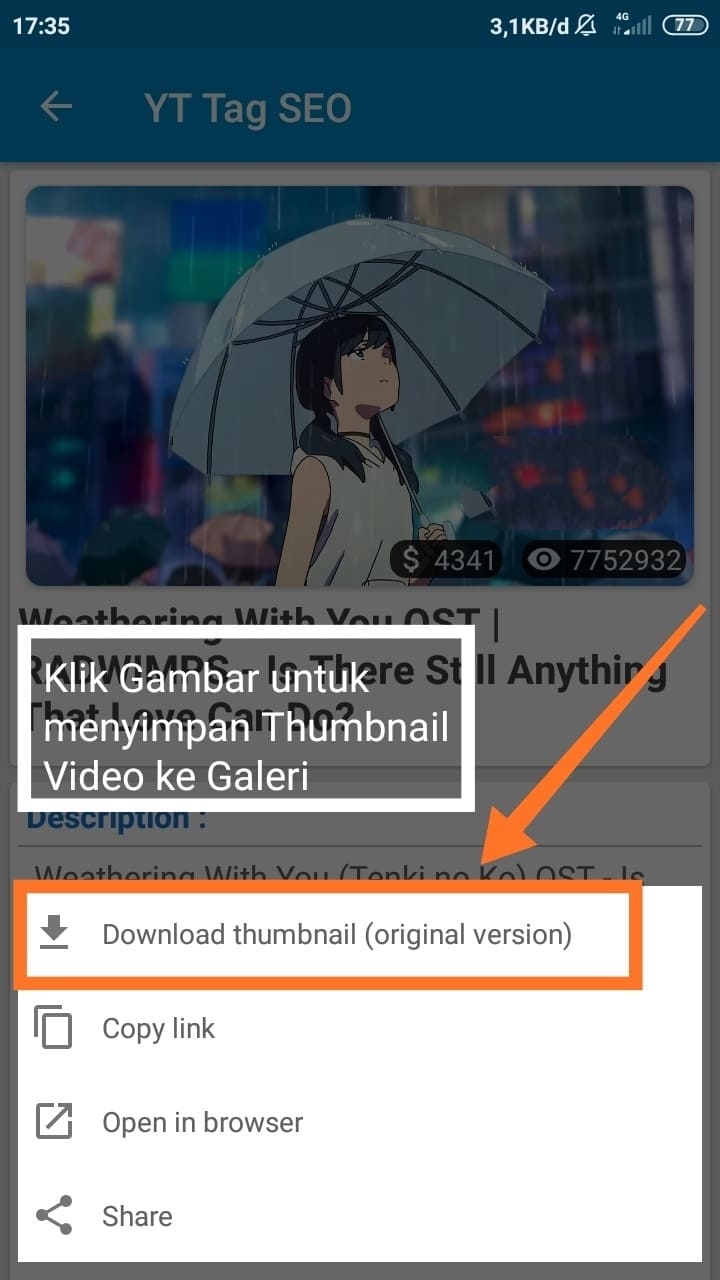 17:35
3,1KB/d
4G
77
YT Tag SEO
$ 4341
7752932
Weathering With You OST |
RADWIMPS - Is There Still Anything
That Love Can Do?
Klik Gambar untuk
menyimpan Thumbnail
Video ke Galeri
Description :
Weathering With You (Tenki no Ko) OST - Is
Download thumbnail (original version)
Copy link
Open in browser
Share